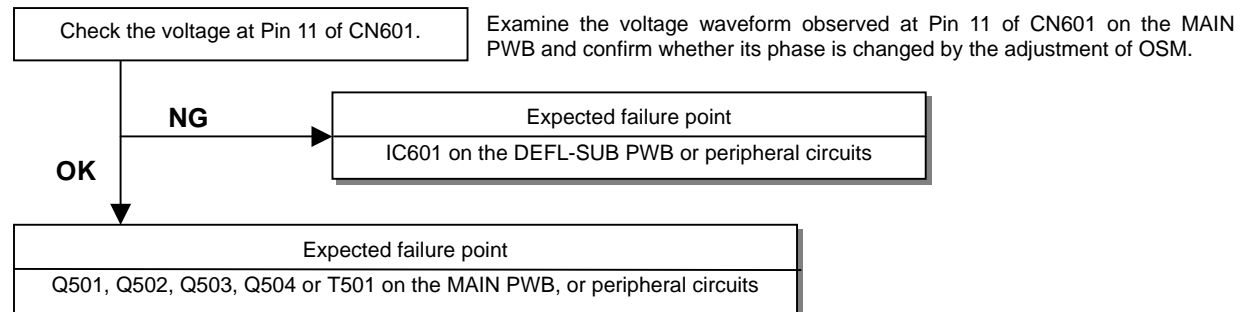 Check the voltage at Pin 11 of CN601.
Examine the voltage waveform observed at Pin 11 of CN601 on the MAIN
PWB and confirm whether its phase is changed by the adjustment of OSM.
NG
Expected failure point
IC601 on the DEFL-SUB PWB or peripheral circuits
OK
Expected failure point
Q501, Q502, Q503, Q504 or T501 on the MAIN PWB, or peripheral circuits